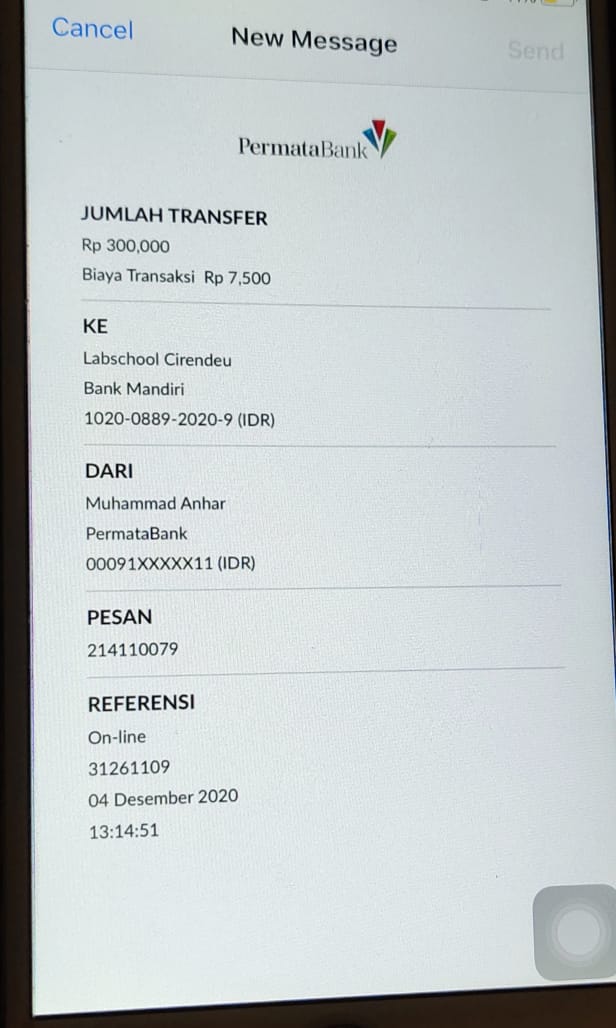 Cancel
New Message
Send
PermataBank
JUMLAH TRANSFER
Rp 300,000
Biaya Transaksi Rp 7,500
KE
Labschool Cirendeu
Bank Mandiri
1020-0889-2020-9 (IDR)
DARI
Muhammad Anhar
PermataBank
00091XXXXX11 (IDR)
PESAN
214110079
REFERENSI
On-line
31261109
04 Desember 2020
13:14:51